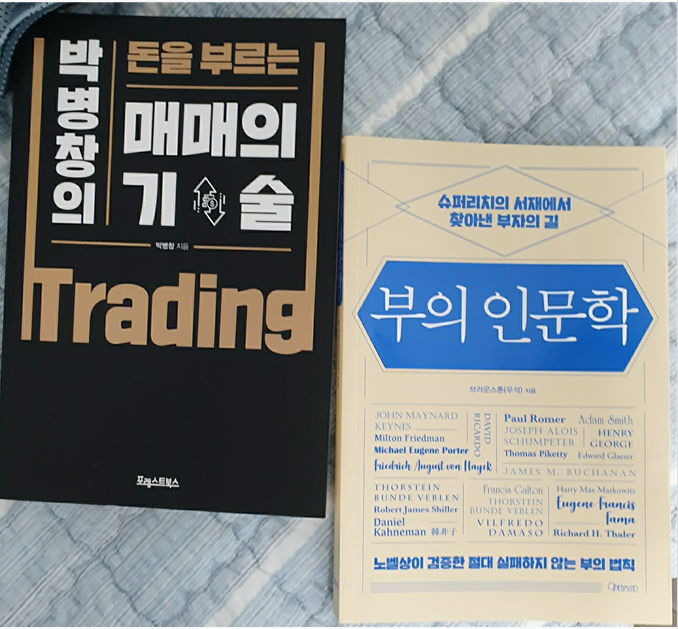 박병창의
돈을 부르는
매매의
기술
박병창 지음
Trading
포레스트북스
슈퍼리치의 서재에서
찾아낸 부자의 길
부의 인문학
브라운스톤(우석) 지음
JOHN MAYNARD
KEYNES
Milton Friedman
Michael Eugene Porter
Friedrich August von Hayek
DAVID
RICARDO
Paul Romer
Adam Smith
JOSEPH ALOIS
SCHUMPETER
HENRY
GEORGE
Thomas Piketty
Edward Glaeser
JAMES M. BUCHANAN
THORSTEIN
BUNDE VEBLEN
Robert James Shiller
Daniel
Kahneman
韓非子
Francis Galton
THORSTEIN
BUNDE VEBLEN
VILFREDO
DAMASO
Harry Max Markowitz
Eugene Francis
Fama
Richard H. Thaler
노벨상이 검증한 절대 실패하지 않는 부의 법칙